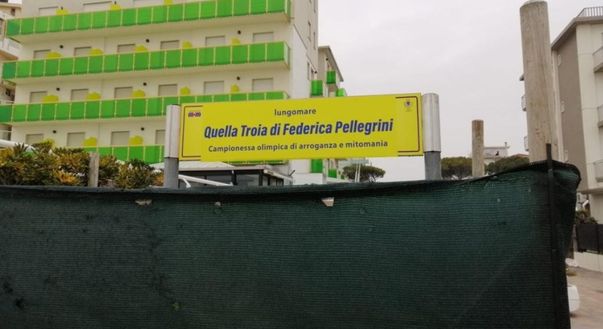 lungomare
Quella Troia di Federica Pellegrini
Campionessa olimpica di arroganza e mitomania